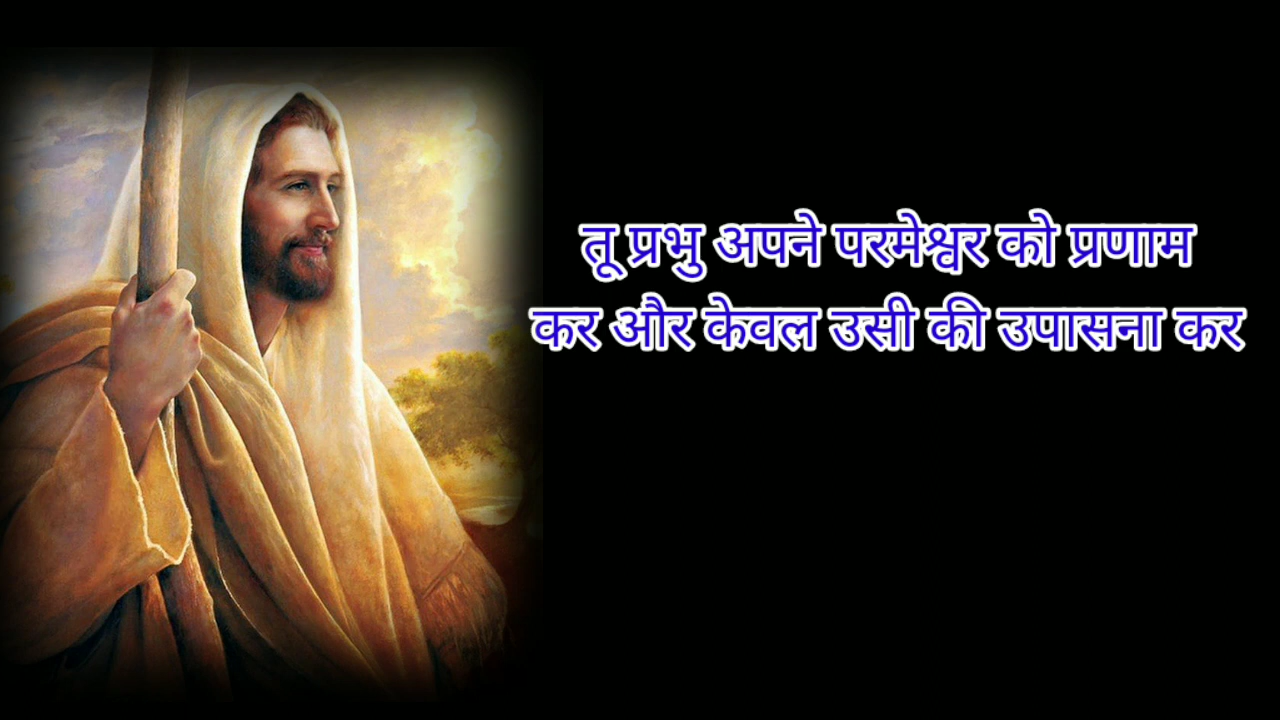 तू प्रभु अपने परमेश्वर को प्रणाम
कर और केवल उसी की उपासना कर